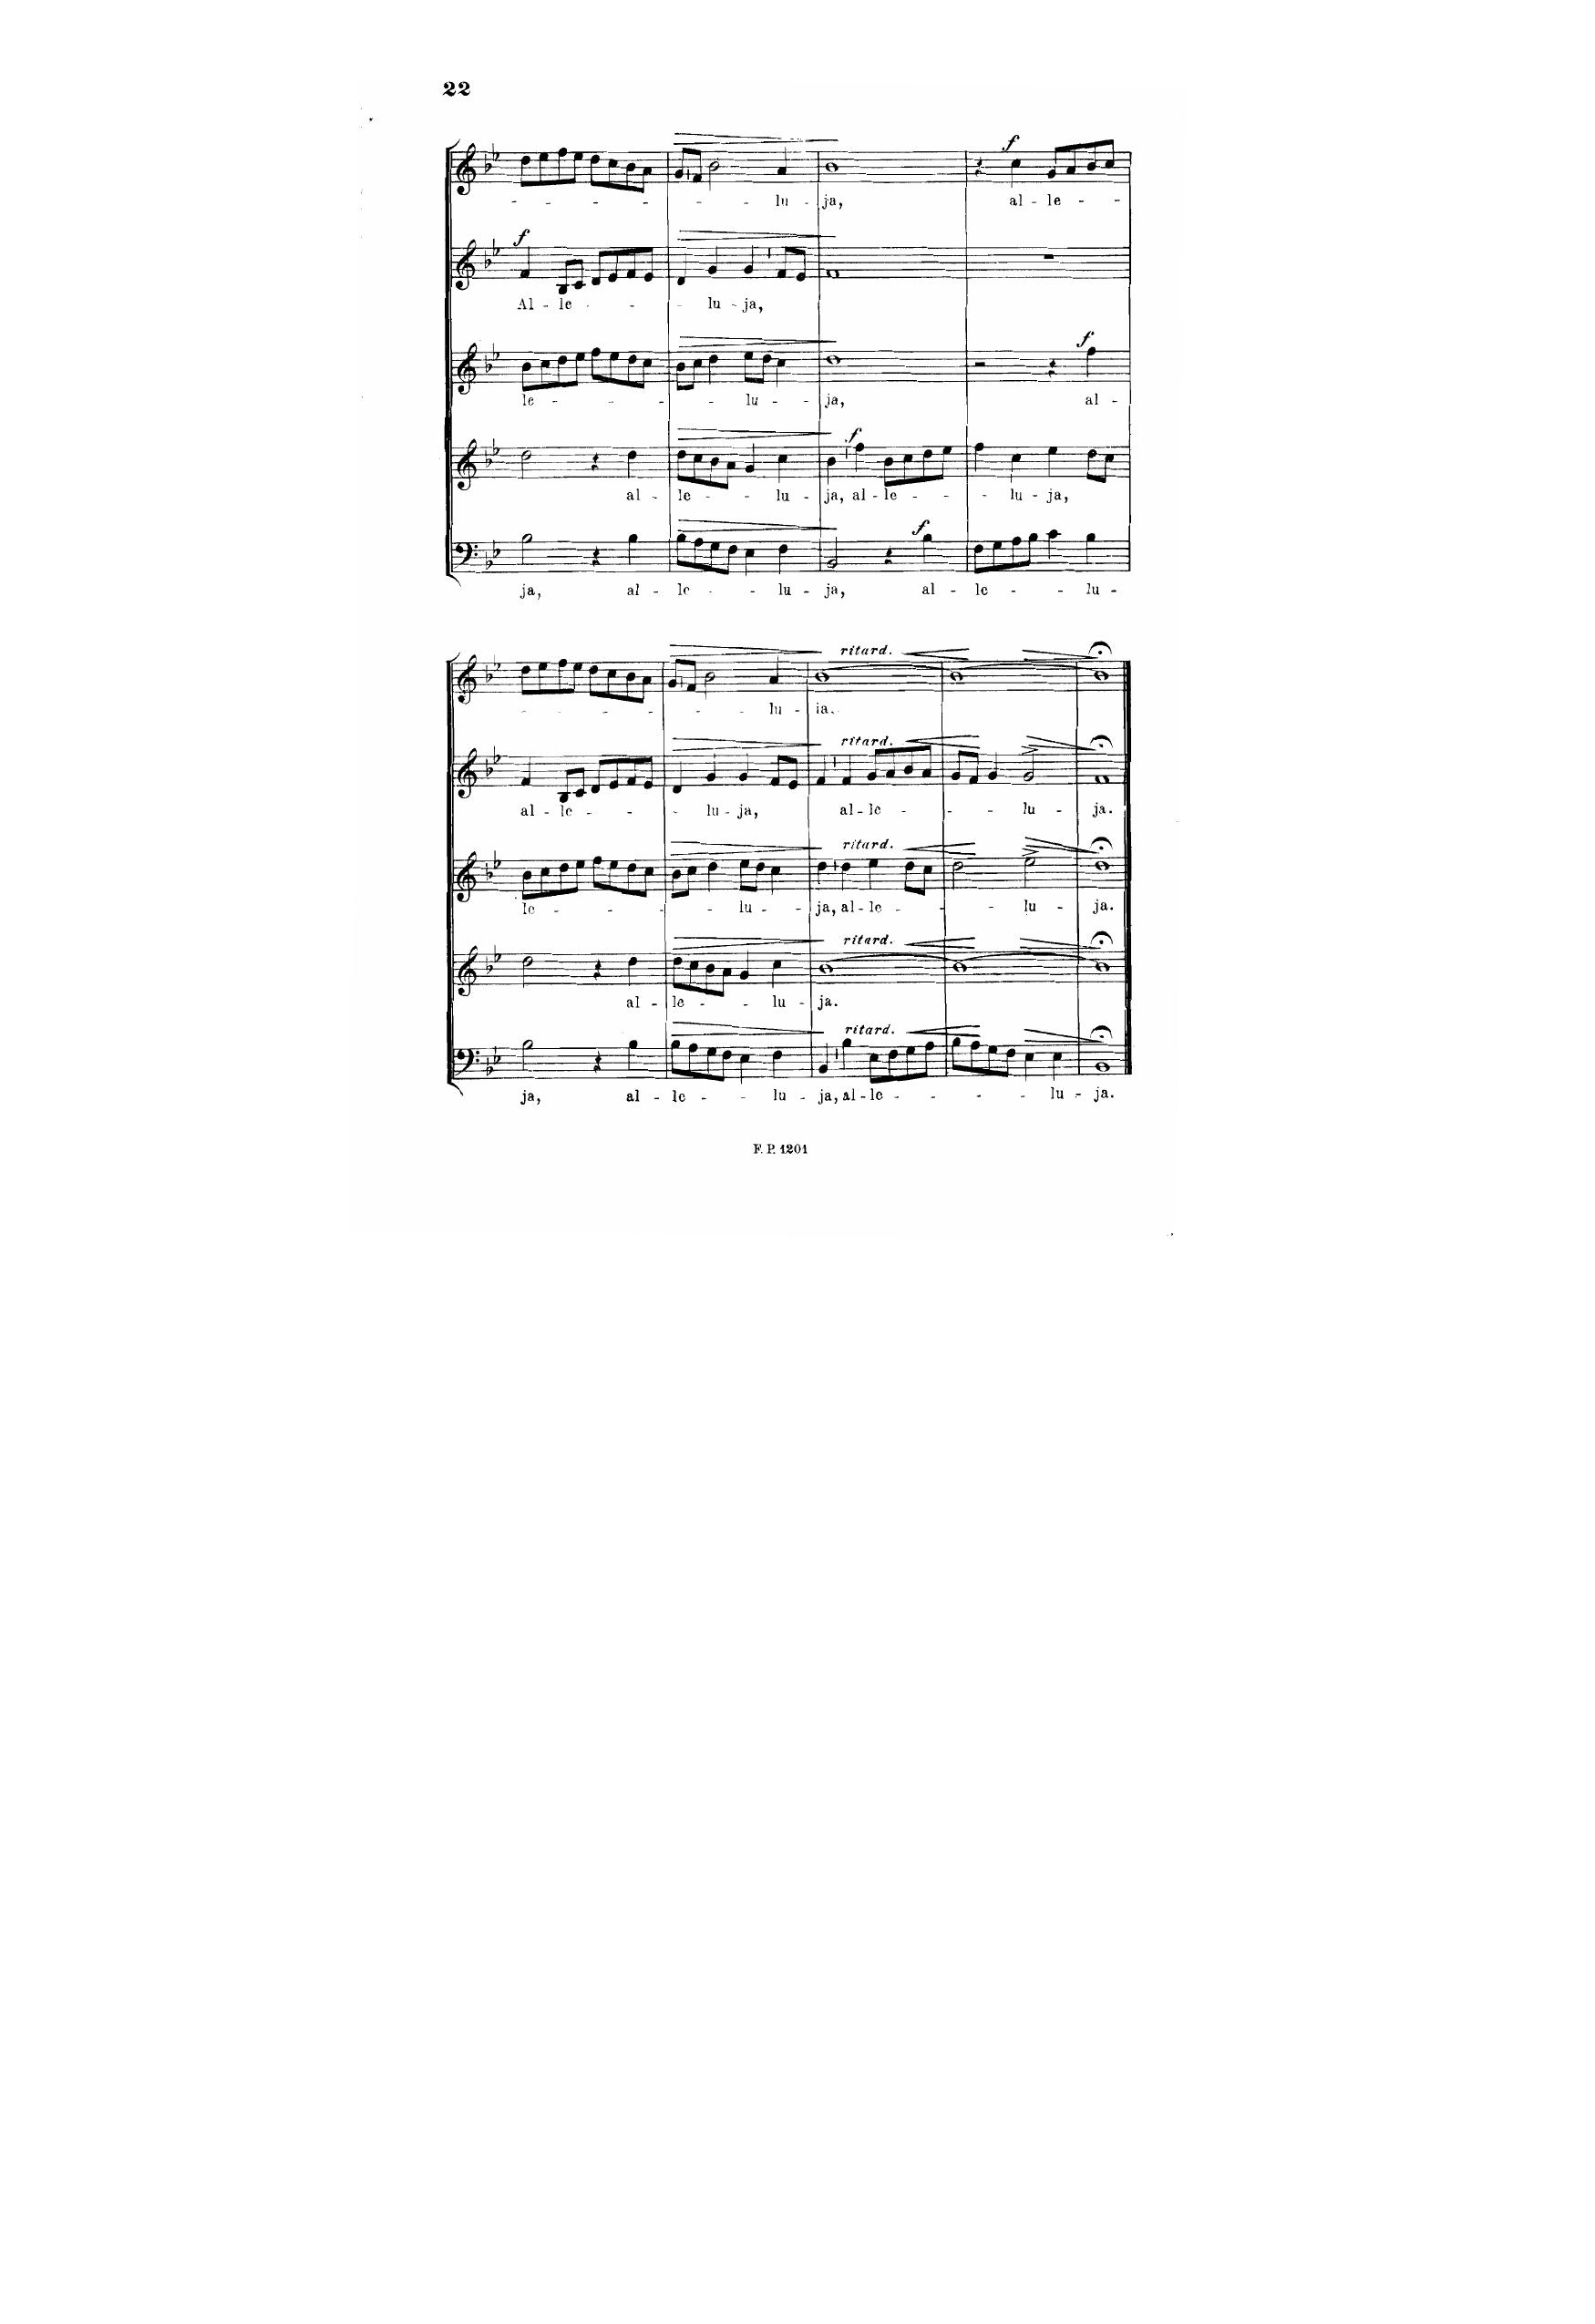 22
f
- - - - - - - lu - ja, al - le - -
f
Al - le - - - lu - ja,
f
le - - - - - lu - - ja, al -
f
al - le - - lu - ja, al - le - - - lu - ja,
f
ja, al - le - - lu - ja, al - le - - lu -
ritard.
- - - - - - - lu - ja.
ritard.
al - le - - - lu - ja, al - le - - - lu - ja.
ritard.
le - - - - - lu - - ja, al - le - - - lu - ja.
ritard.
al - le - - lu - ja.
ritard.
ja, al - le - - lu - ja, al - le - - - - lu - ja.
F. P. 1201